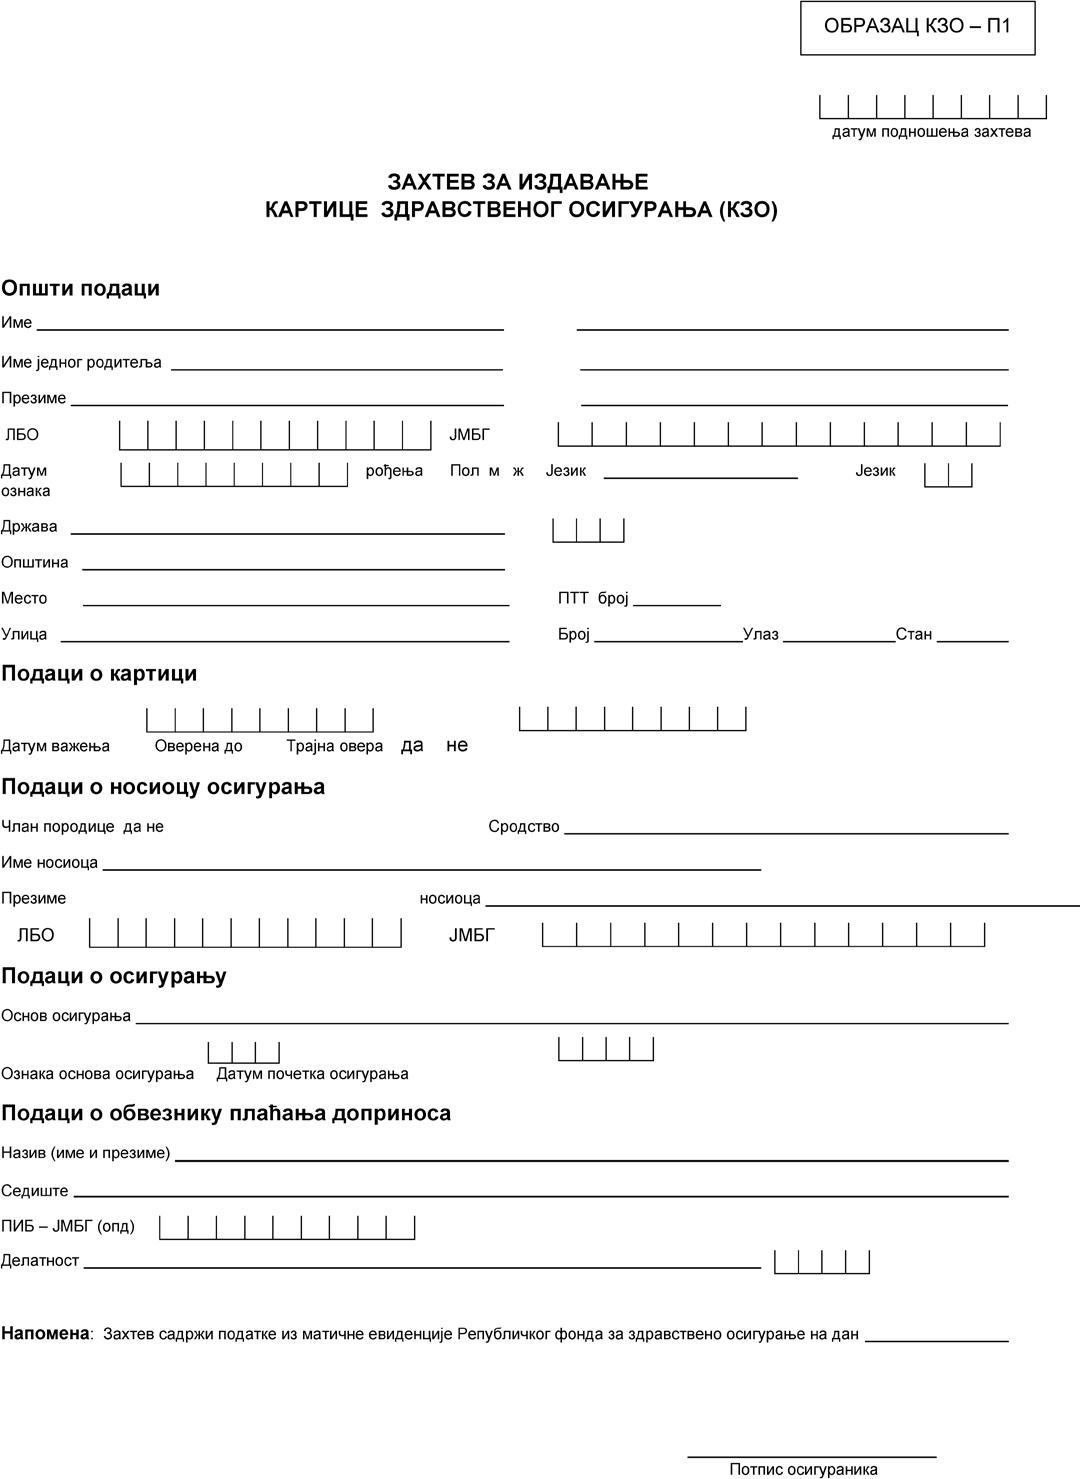 ОБРАЗАЦ КЗО – П1
датум подношења захтева
ЗАХТЕВ ЗА ИЗДАВАЊЕ
КАРТИЦЕ ЗДРАВСТВЕНОГ ОСИГУРАЊА (КЗО)
Општи подаци
Име
Име једног родитеља
Презиме
ЛБО ЈМБГ
Датум рођења Пол м ж Језик Језик
ознака
Држава
Општина
Место ПТТ број
Улица Број Улаз Стан
Подаци о картици
Датум важења Оверена до Трајна овера да не
Подаци о носиоцу осигурања
Члан породице да не Сродство
Име носиоца
Презиме носиоца
ЛБО ЈМБГ
Подаци о осигурању
Основ осигурања
Ознака основа осигурања Датум почетка осигурања
Подаци о обвезнику плаћања доприноса
Назив (име и презиме)
Седиште
ПИБ – ЈМБГ (опд)
Делатност
Напомена: Захтев садржи податке из матичне евиденције Републичког фонда за здравствено осигурање на дан
Потпис осигураника